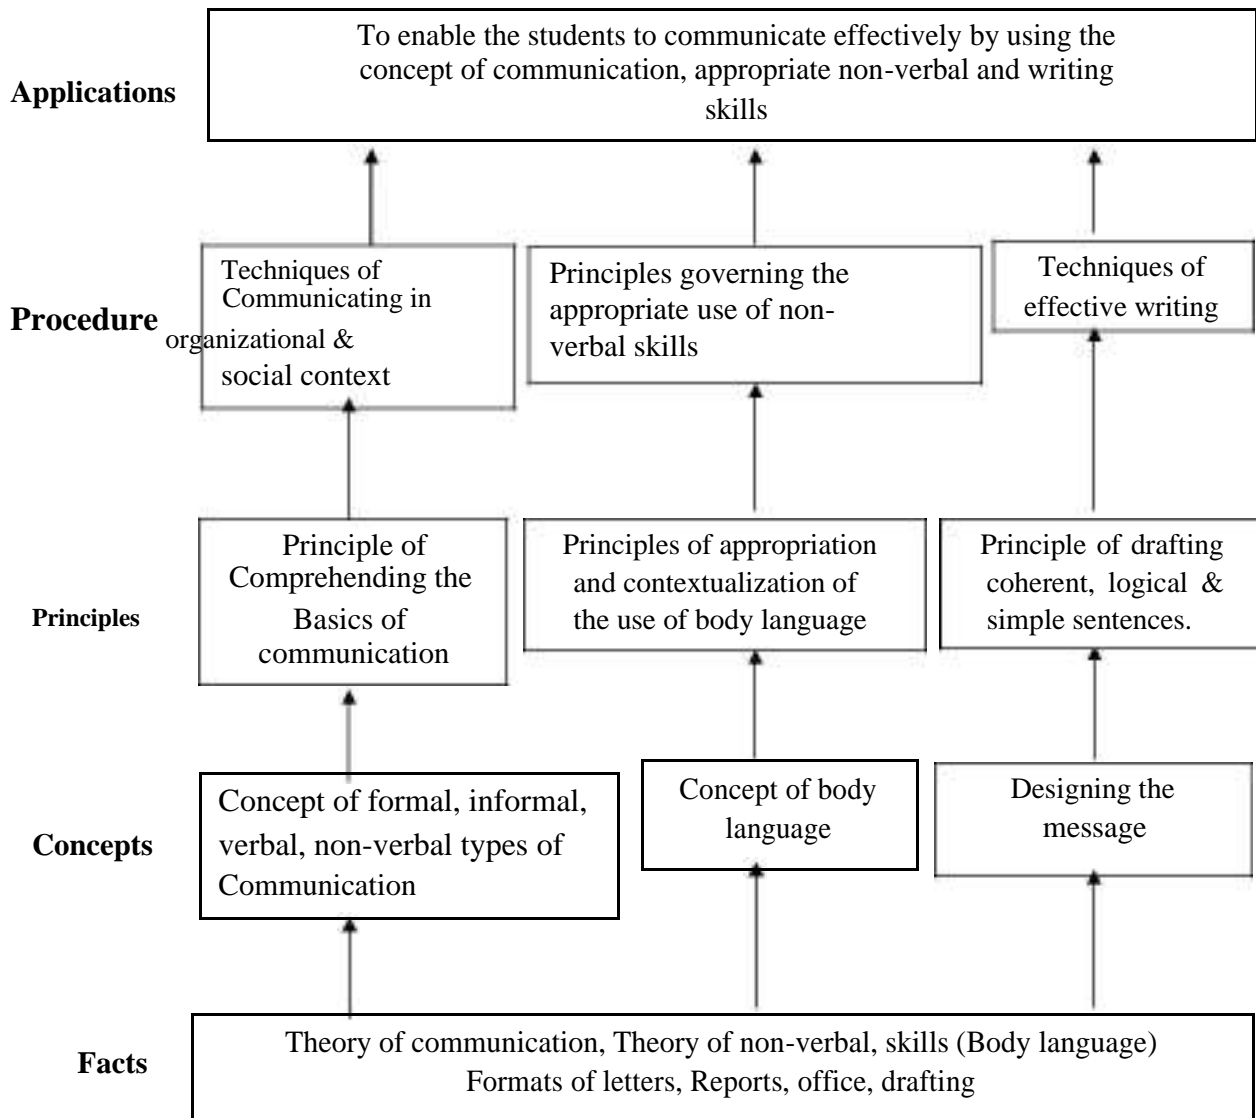 To enable the students to communicate effectively by using the
concept of communication, appropriate non-verbal and writing
skills
Applications
Techniques of
Communicating in
organizational &
social context
Principles governing the
appropriate use of non-
verbal skills
Techniques of
effective writing
Procedure
Principle of
Comprehending the
Basics of
communication
Principles of appropriation
and contextualization of
the use of body language
Principle of drafting
coherent, logical &
simple sentences.
Principles
Concept of formal, informal,
verbal, non-verbal types of
Communication
Concept of body
language
Designing the
message
Concepts
Theory of communication, Theory of non-verbal, skills (Body language)
Formats of letters, Reports, office, drafting
Facts